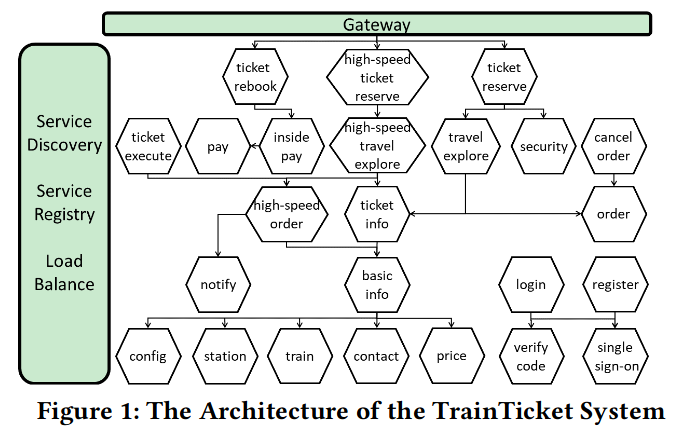 Gateway
Service
Discovery
Service
Registry
Load
Balance
ticket
rebook
high-speed
ticket
reserve
ticket
reserve
ticket
execute
pay
inside
pay
high-speed
travel
explore
travel
explore
security
cancel
order
high-speed
order
ticket
info
order
notify
basic
info
login
register
config
station
train
contact
price
verify
code
single
sign-on
Figure 1: The Architecture of the TrainTicket System